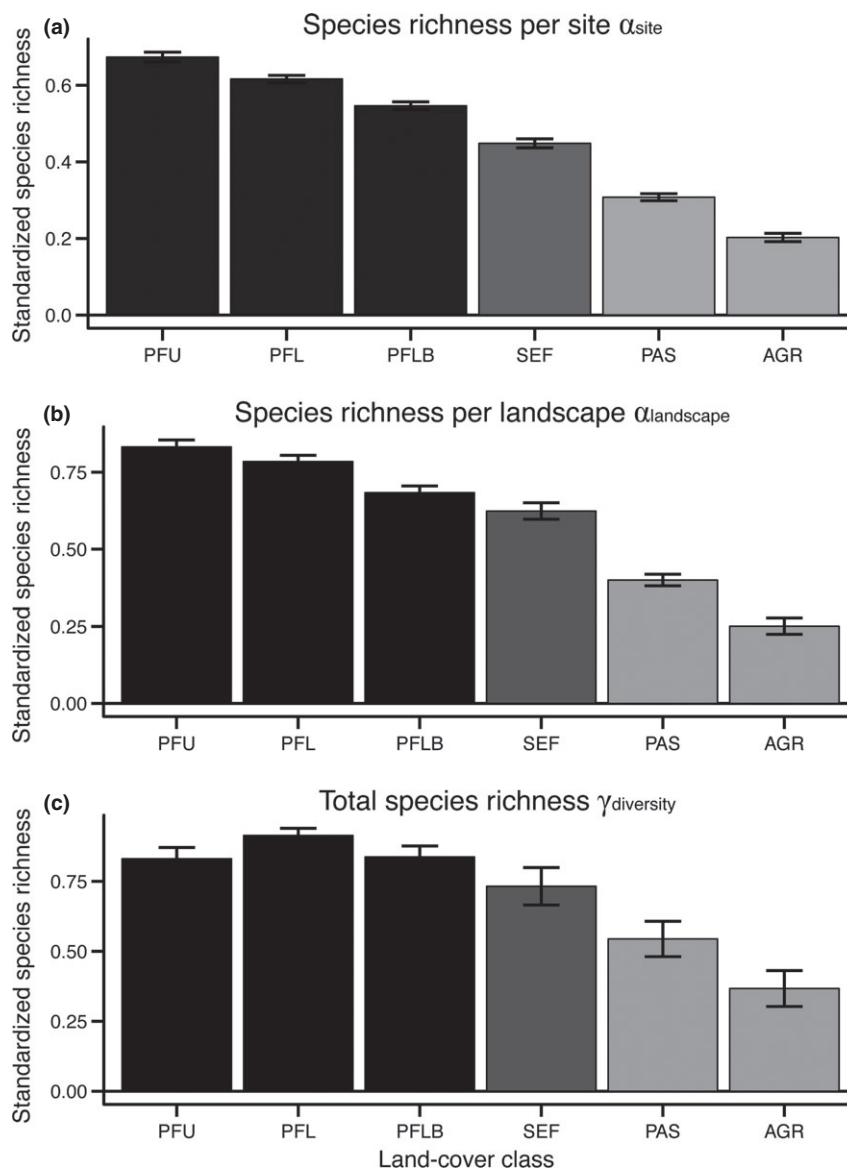 (a) Species richness per site αsite
Standardized species richness
0.6
0.4
0.2
0.0
PFU PFL PFLB SEF PAS AGR
(b) Species richness per landscape αlandscape
Standardized species richness
0.75
0.50
0.25
0.00
PFU PFL PFLB SEF PAS AGR
(c) Total species richness γdiversity
Standardized species richness
0.75
0.50
0.25
0.00
PFU PFL PFLB SEF PAS AGR
Land-cover class